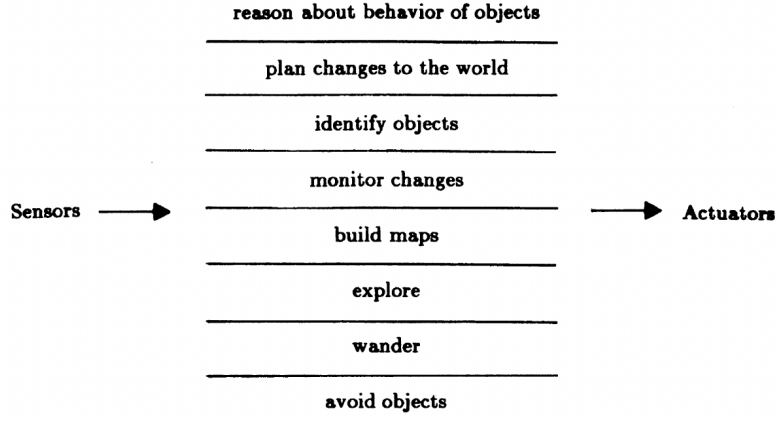 reason about behavior of objects
plan changes to the world
identify objects
monitor changes
Sensors
Actuators
build maps
explore
wander
avoid objects